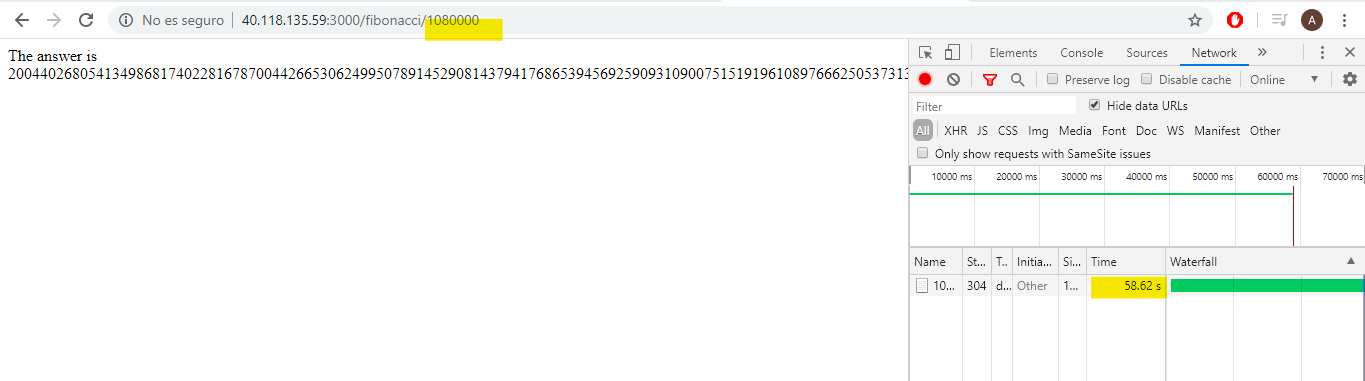 No es seguro 40.118.135.59:3000/fibonacci/1080000 A
The answer is
Elements Console Sources Network
Preserve log Disable cache Online
Filter Hide data URLs
All XHR JS CSS Img Media Font Doc WS Manifest Other
Only show requests with SameSite issues
10000 ms 20000 ms 30000 ms 40000 ms 50000 ms 60000 ms 70000 ms
Name St... T.. Initia... Si... Time Waterfall
10... 304 d... Other 1... 58.62 s